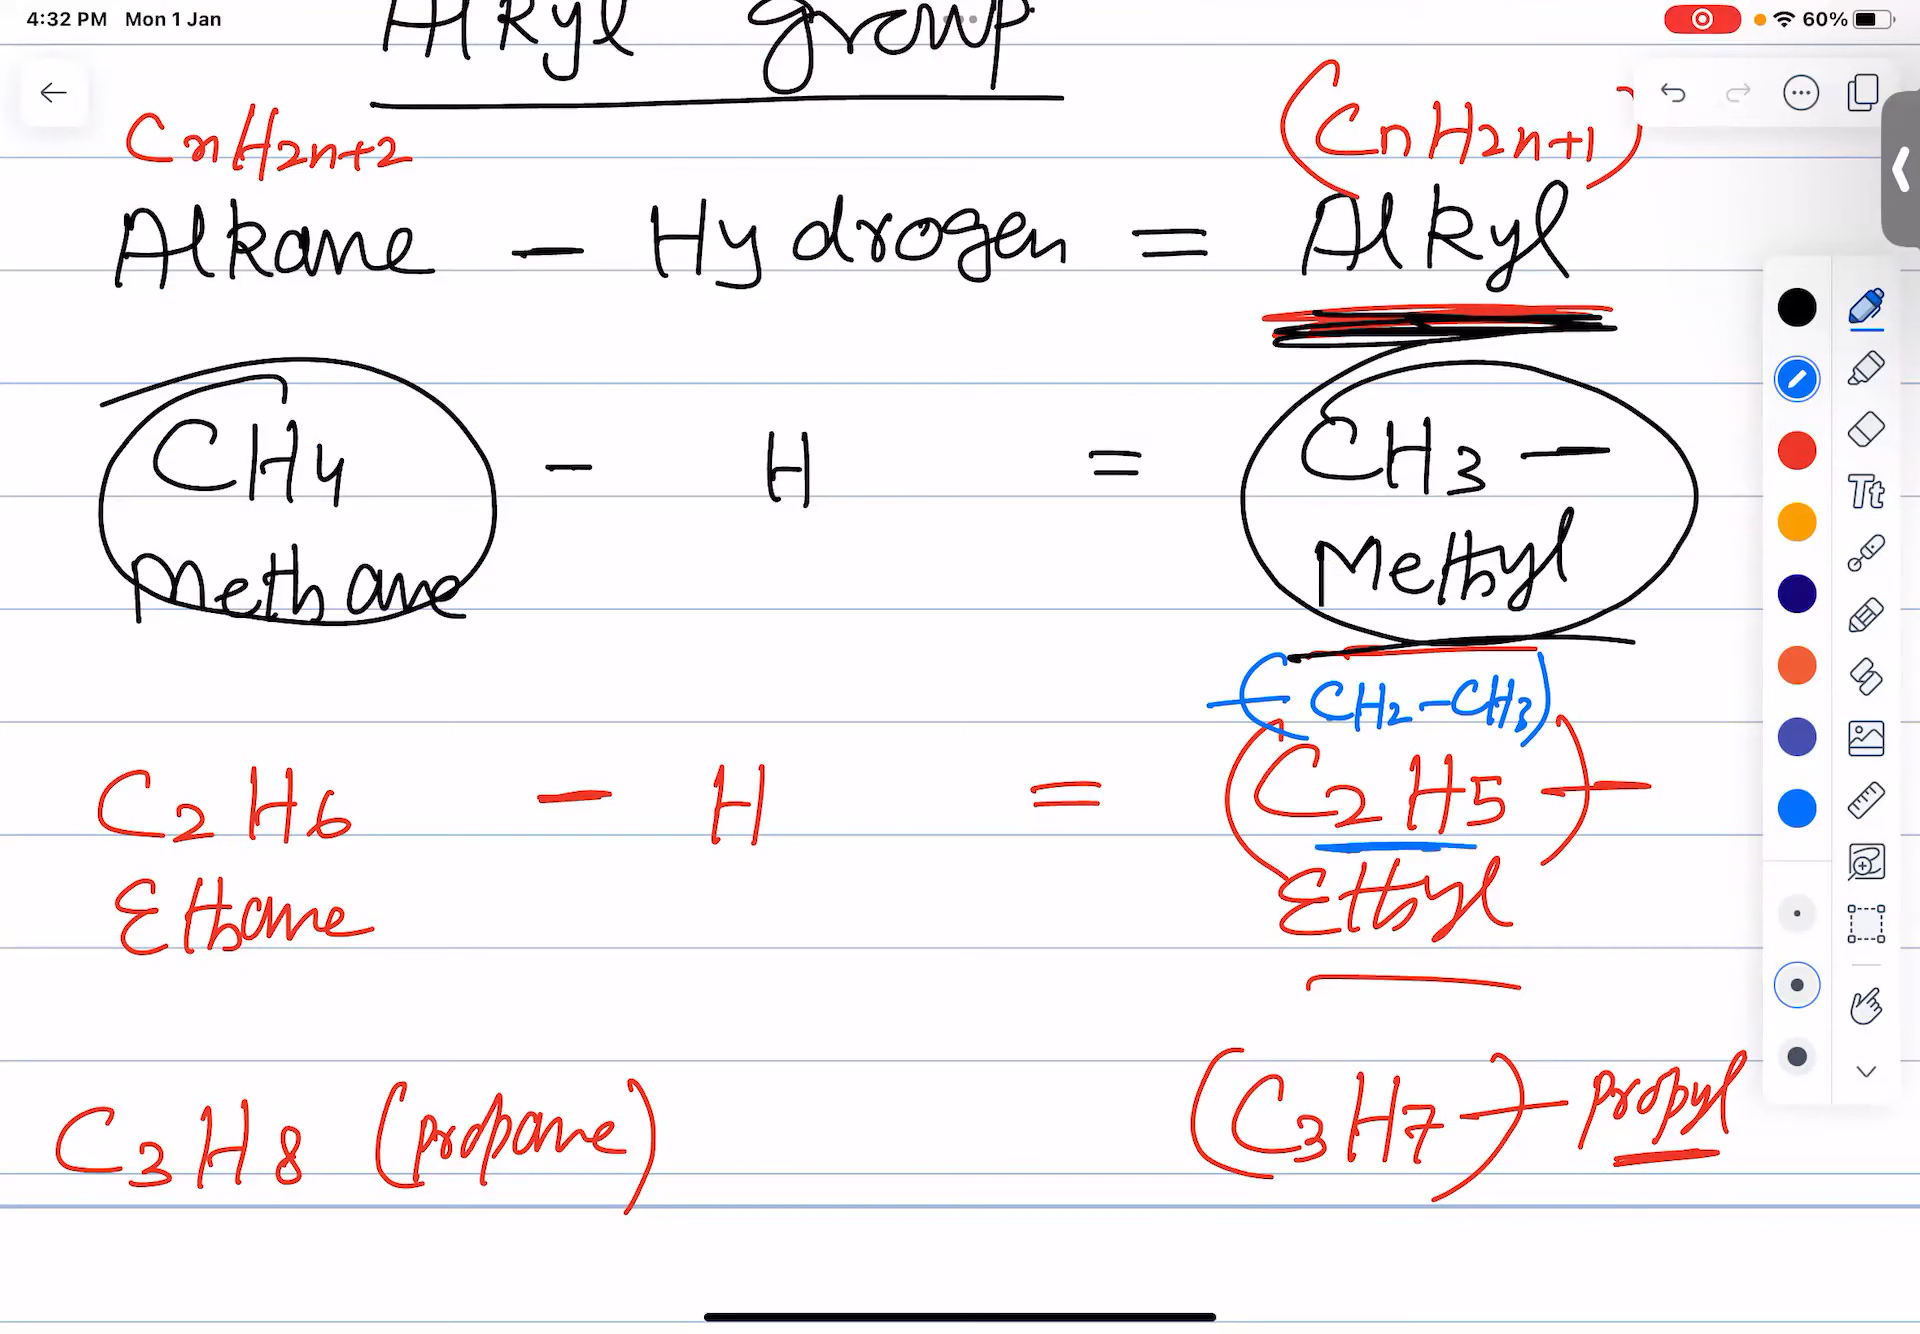 4:32 PM Mon 1 Jan 60%
Alkyl group
CnH2n+2 (CnH2n+1)
Alkane - Hydrogen = Alkyl
CH4 - H = CH3 -
Methane Methyl
-(CH2-CH3)
C2H6 - H = (C2H5)-
Ethane Ethyl
C3H8 (propane) (C3H7-) propyl
Tt